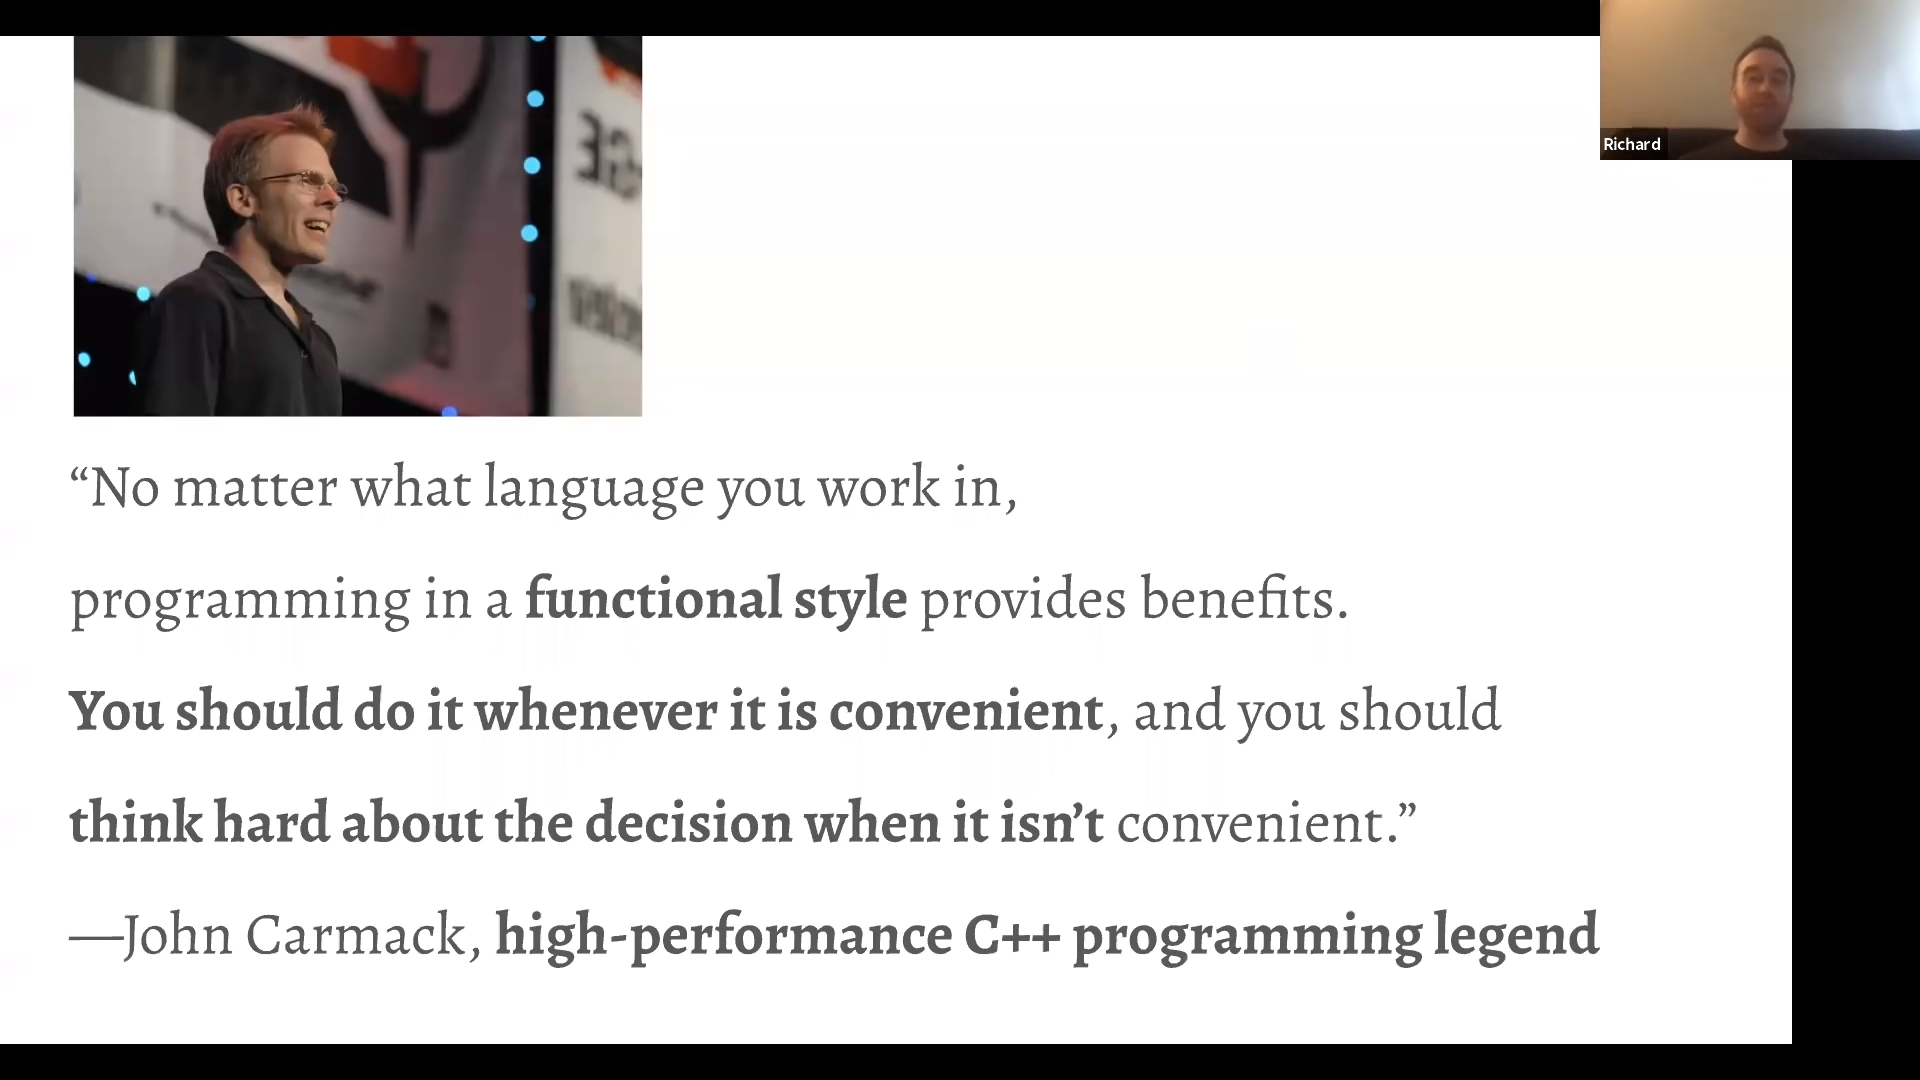 Richard
“No matter what language you work in,
programming in a functional style provides benefits.
You should do it whenever it is convenient, and you should
think hard about the decision when it isn’t convenient.”
—John Carmack, high-performance C++ programming legend